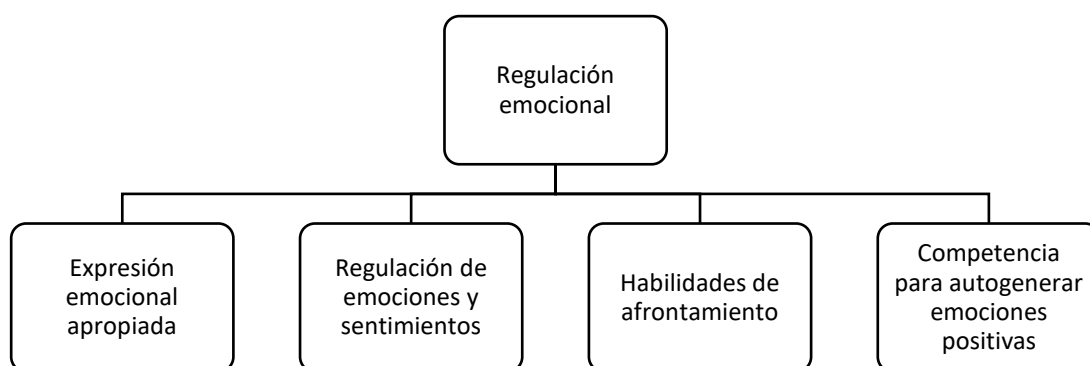 Regulación
emocional
Expresión
emocional
apropiada
Regulación de
emociones y
sentimientos
Habilidades de
afrontamiento
Competencia
para autogenerar
emociones
positivas